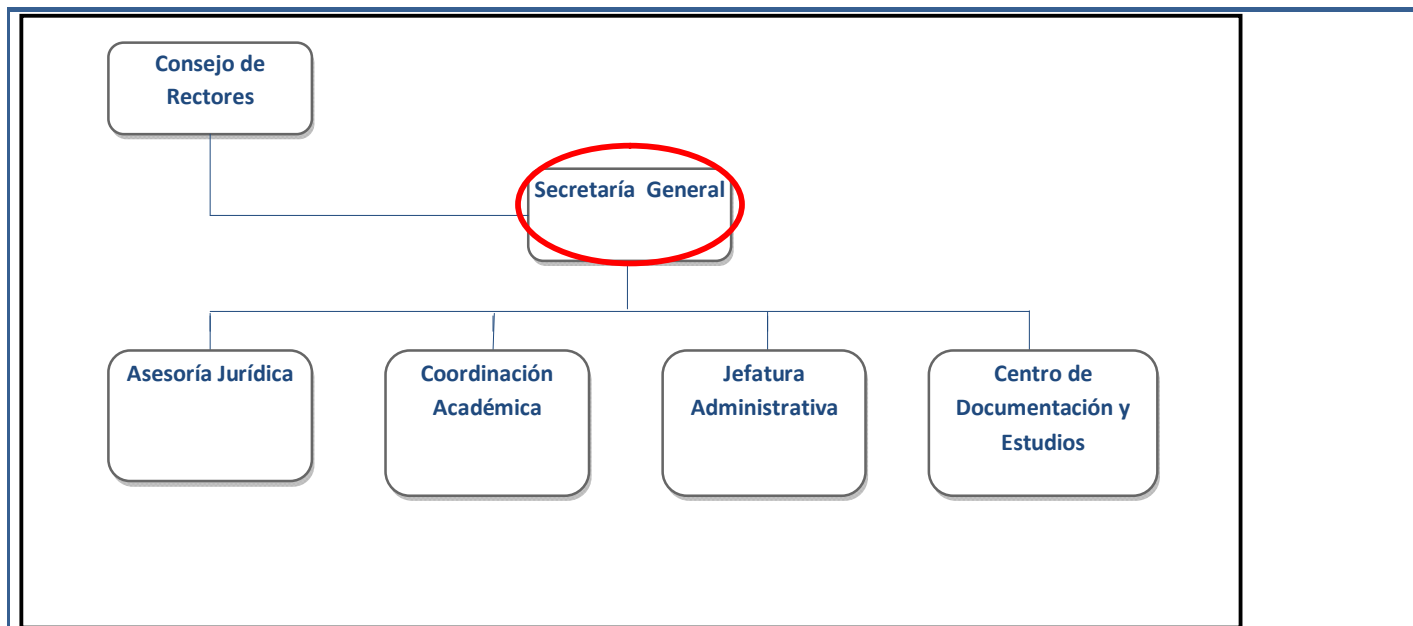 Consejo de
Rectores
Secretaría General
Asesoría Jurídica
Coordinación
Académica
Jefatura
Administrativa
Centro de
Documentación y
Estudios